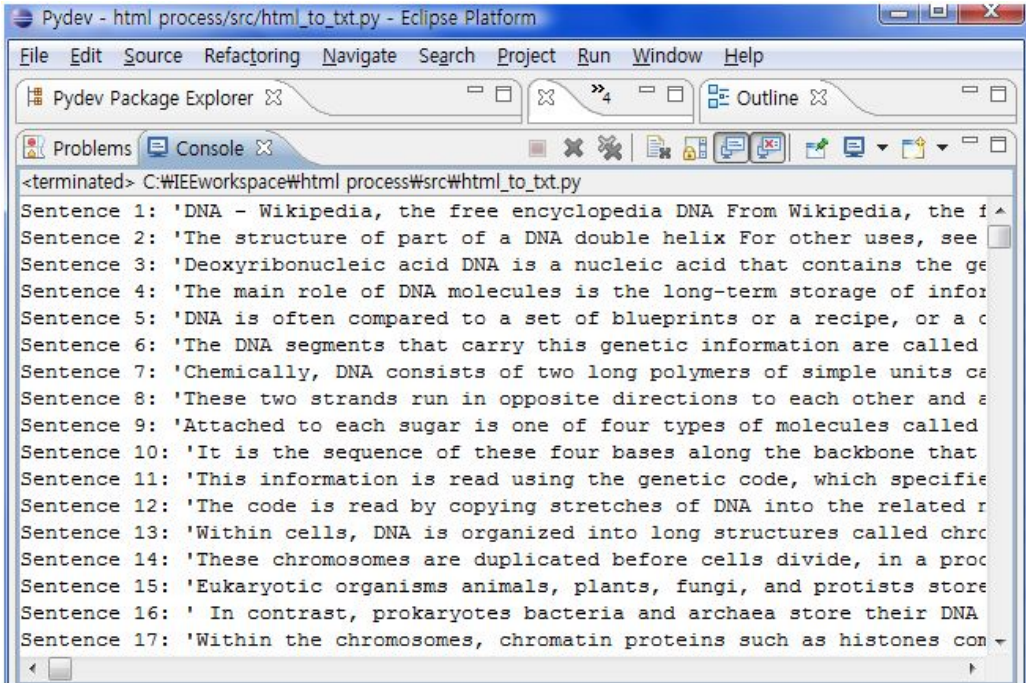 Pydev - html process/src/html_to_txt.py - Eclipse Platform
File Edit Source Refactoring Navigate Search Project Run Window Help
Pydev Package Explorer »4 Outline
Problems Console
<terminated> C:₩IEEworkspace₩html process₩src₩html_to_txt.py
Sentence 1: 'DNA - Wikipedia, the free encyclopedia DNA From Wikipedia, the f
Sentence 2: 'The structure of part of a DNA double helix For other uses, see
Sentence 3: 'Deoxyribonucleic acid DNA is a nucleic acid that contains the ge
Sentence 4: 'The main role of DNA molecules is the long-term storage of infor
Sentence 5: 'DNA is often compared to a set of blueprints or a recipe, or a c
Sentence 6: 'The DNA segments that carry this genetic information are called
Sentence 7: 'Chemically, DNA consists of two long polymers of simple units ca
Sentence 8: 'These two strands run in opposite directions to each other and a
Sentence 9: 'Attached to each sugar is one of four types of molecules called
Sentence 10: 'It is the sequence of these four bases along the backbone that
Sentence 11: 'This information is read using the genetic code, which specifie
Sentence 12: 'The code is read by copying stretches of DNA into the related n
Sentence 13: 'Within cells, DNA is organized into long structures called chro
Sentence 14: 'These chromosomes are duplicated before cells divide, in a proc
Sentence 15: 'Eukaryotic organisms animals, plants, fungi, and protists store
Sentence 16: ' In contrast, prokaryotes bacteria and archaea store their DNA
Sentence 17: 'Within the chromosomes, chromatin proteins such as histones com